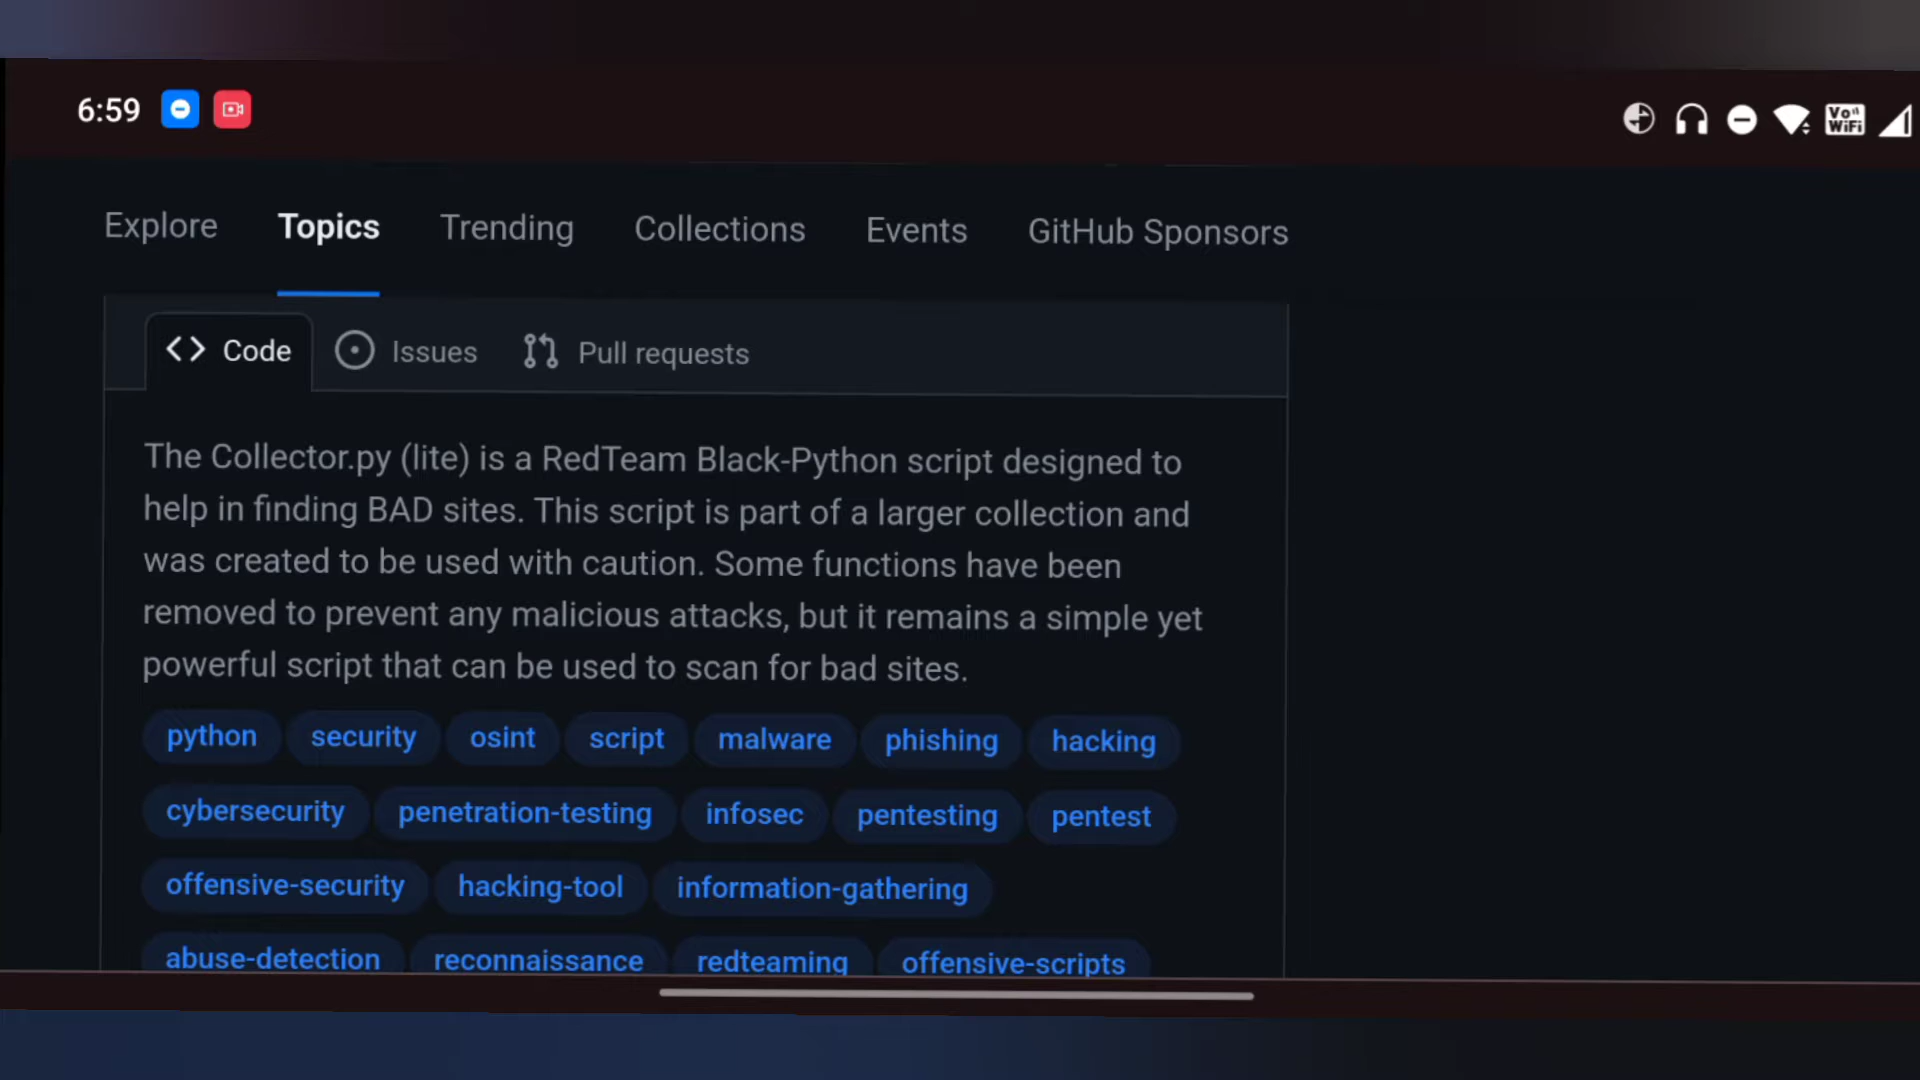 6:59
Vo WiFi
Explore Topics Trending Collections Events GitHub Sponsors
Code Issues Pull requests
The Collector.py (lite) is a RedTeam Black-Python script designed to
help in finding BAD sites. This script is part of a larger collection and
was created to be used with caution. Some functions have been
removed to prevent any malicious attacks, but it remains a simple yet
powerful script that can be used to scan for bad sites.
python security osint script malware phishing hacking
cybersecurity penetration-testing infosec pentesting pentest
offensive-security hacking-tool information-gathering
abuse-detection reconnaissance redteaming offensive-scripts